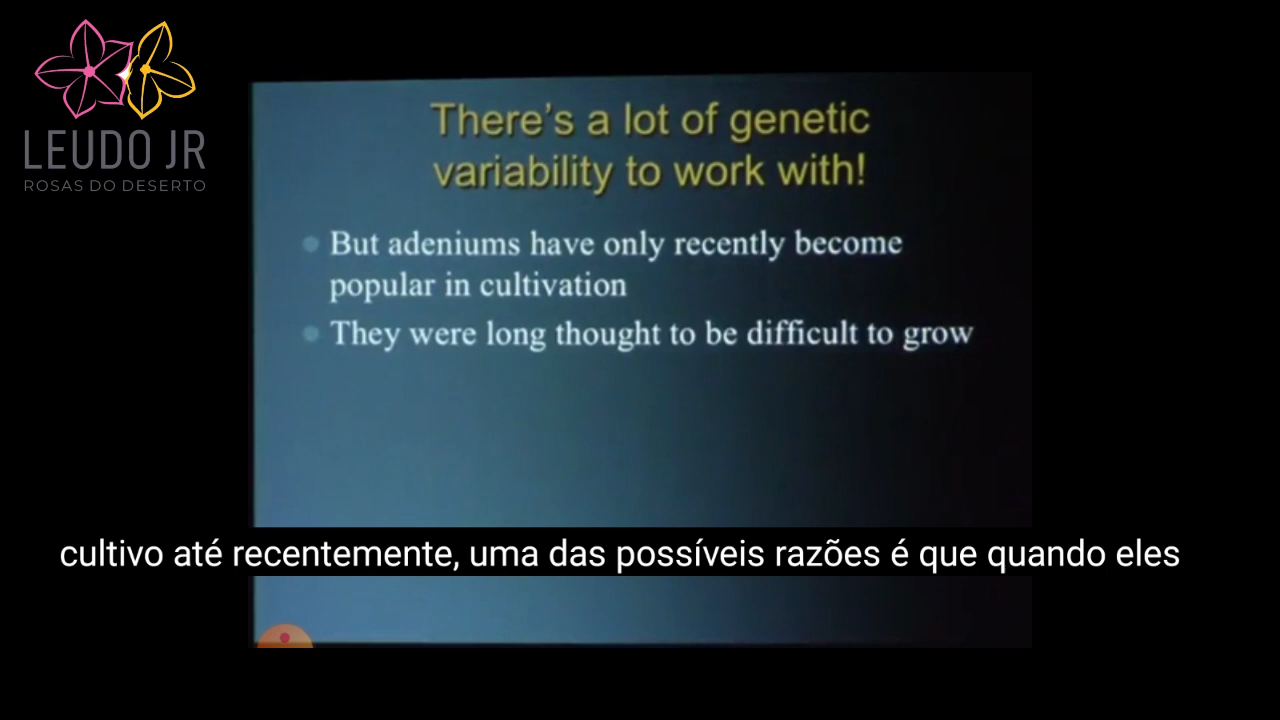 LEUDO JR
ROSAS DO DESERTO
There's a lot of genetic
variability to work with!
But adeniums have only recently become
popular in cultivation
They were long thought to be difficult to grow
cultivo até recentemente, uma das possíveis razões é que quando eles